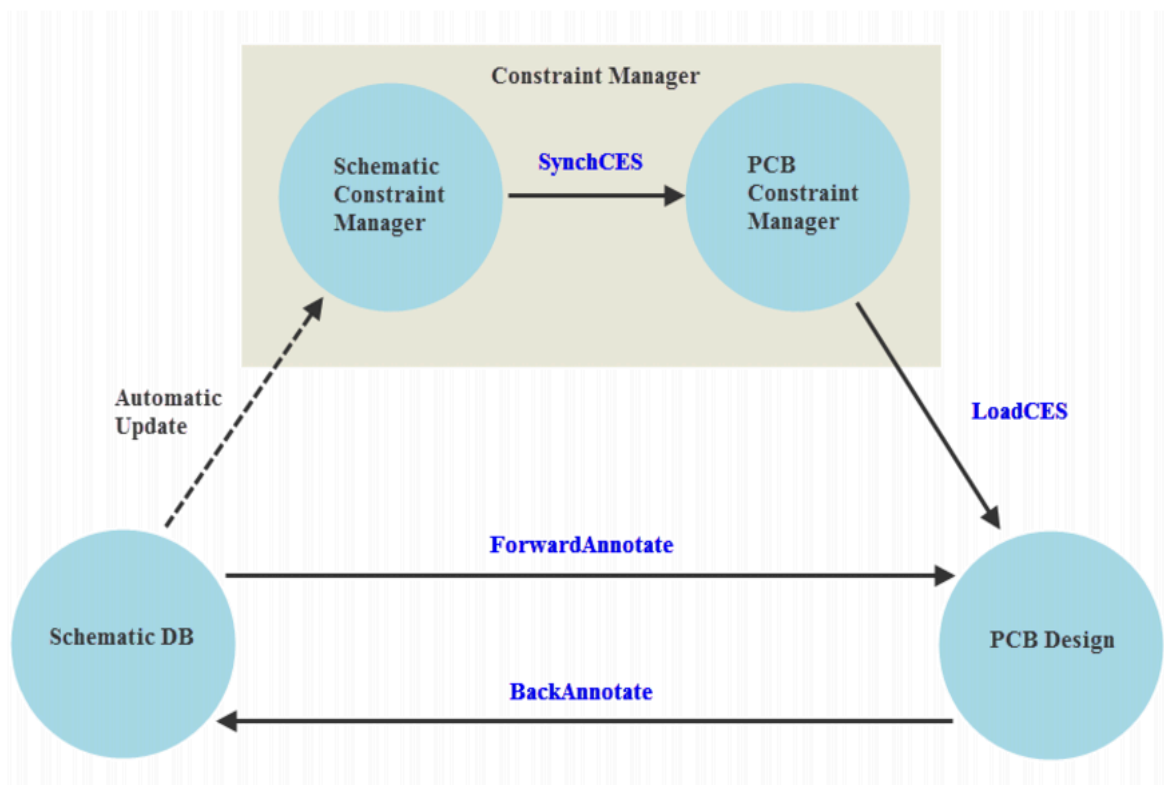 Constraint Manager
Schematic
Constraint
Manager
SynchCES
PCB
Constraint
Manager
Automatic
Update
LoadCES
ForwardAnnotate
Schematic DB
PCB Design
BackAnnotate